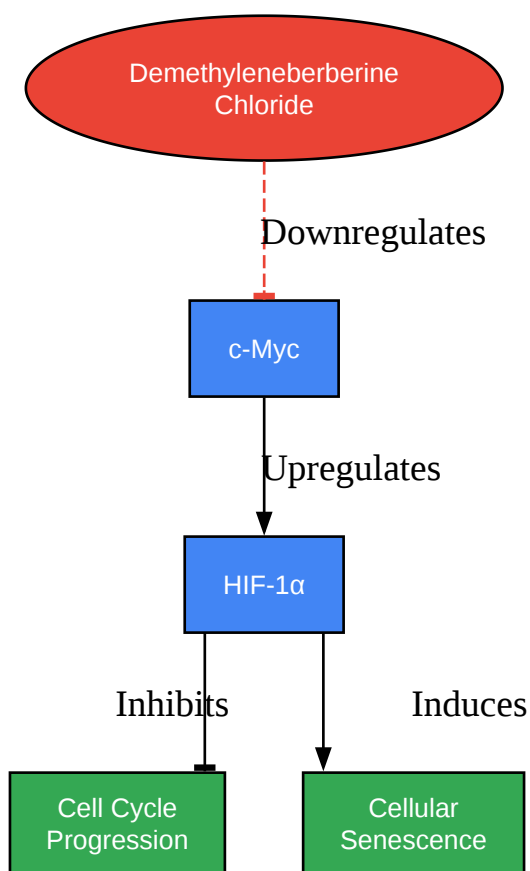 Demethyleneberberine
Chloride
Downregulates
c-Myc
Upregulates
HIF-1α
Inhibits
Induces
Cell Cycle
Progression
Cellular
Senescence